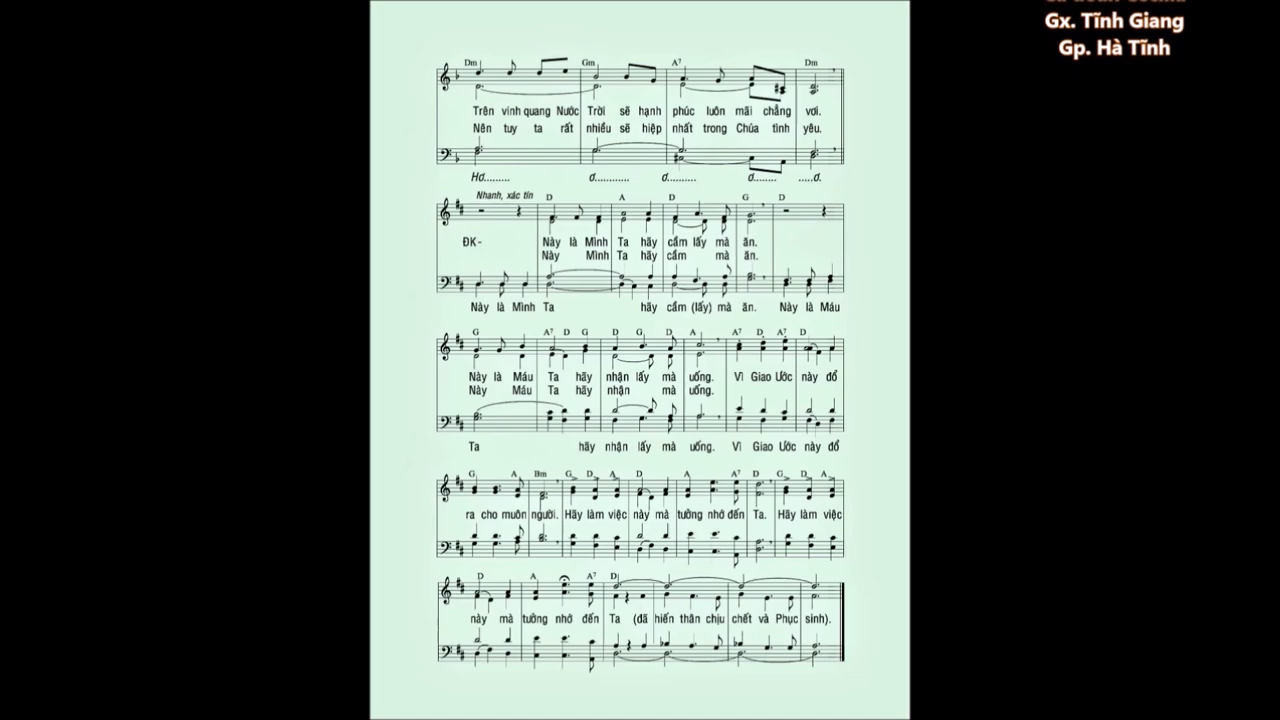 Gx. Tĩnh Giang
Gp. Hà Tĩnh
Dm Gm A7 Dm
Trên vinh quang Nước Trời sẽ hạnh phúc luôn mãi chẳng vơi.
Nên tuy ta rất nhiều sẽ hiệp nhất trong Chúa tình yêu.
Hơ......... ơ............ ơ......... ơ........ .....ơ.
Nhanh, xác tín
D A D G D
ĐK- Này là Mình Ta hãy cầm lấy mà ăn.
Này Mình Ta hãy cầm mà ăn.
Này là Mình Ta hãy cầm (lấy) mà ăn. Này là Máu
G A7 D G D G D A A7 D A7 D
Này là Máu Ta hãy nhận lấy mà uống. Vì Giao Ước này đổ
Này Máu Ta hãy nhận mà uống.
Ta hãy nhận lấy mà uống. Vì Giao Ước này đổ
G A Bm G D A D A A7 D G D A
ra cho muôn người. Hãy làm việc này mà tưởng nhớ đến Ta. Hãy làm việc
D A A7 D
này mà tưởng nhớ đến Ta (đã hiến thân chịu chết và Phục sinh).